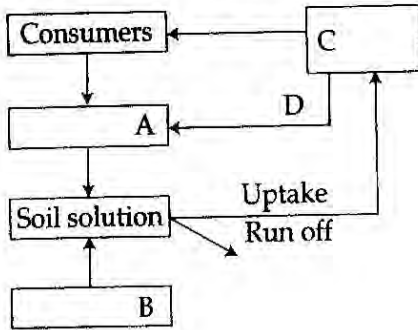 Consumers
C
A
D
Soil solution
Uptake
Run off
B